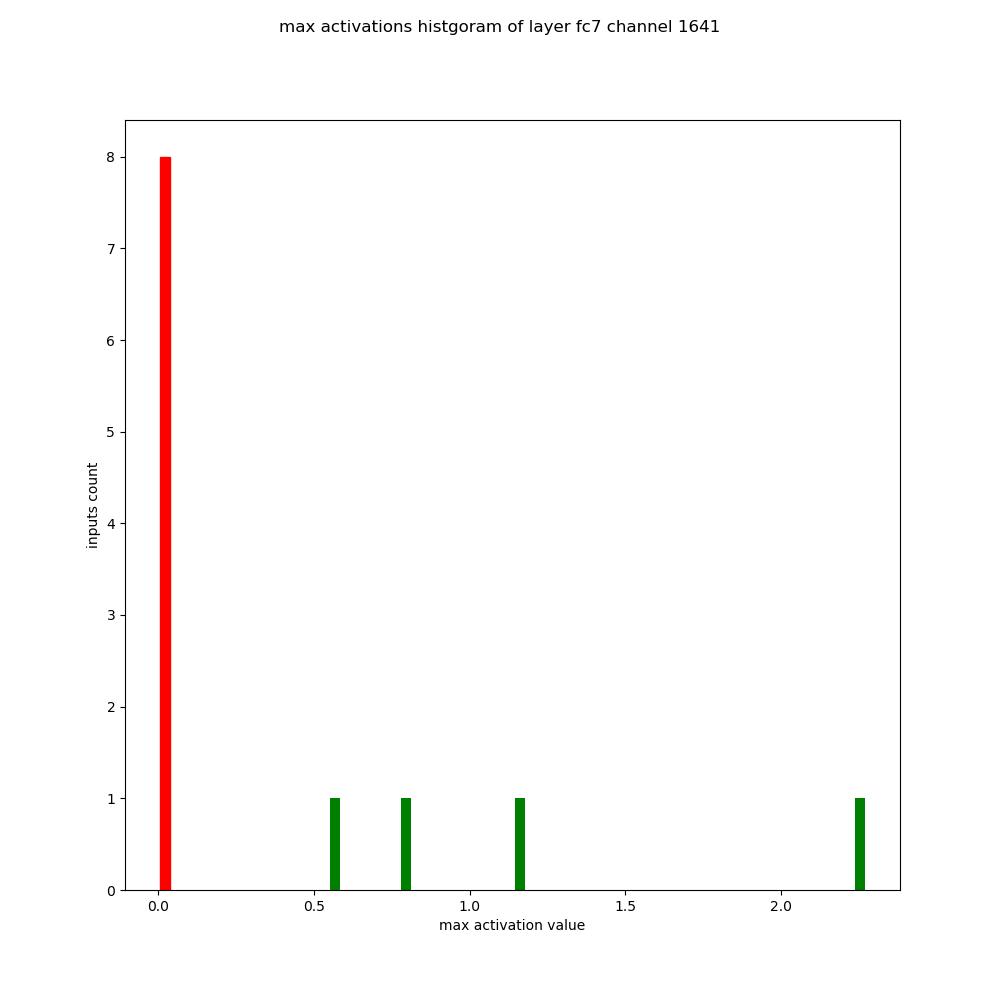 max activations histgoram of layer fc7 channel 1641
8
7
6
5
4
3
2
1
0
inputs count
0.0 0.5 1.0 1.5 2.0
max activation value